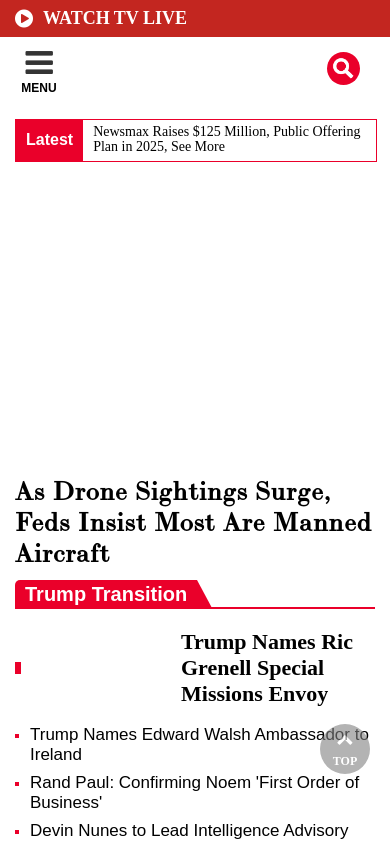 WATCH TV LIVE
MENU
Latest
Newsmax Raises $125 Million, Public Offering
Plan in 2025, See More
As Drone Sightings Surge,
Feds Insist Most Are Manned
Aircraft
Trump Transition
Trump Names Ric
Grenell Special
Missions Envoy
Trump Names Edward Walsh Ambassador to
Ireland
TOP
Rand Paul: Confirming Noem 'First Order of
Business'
Devin Nunes to Lead Intelligence Advisory